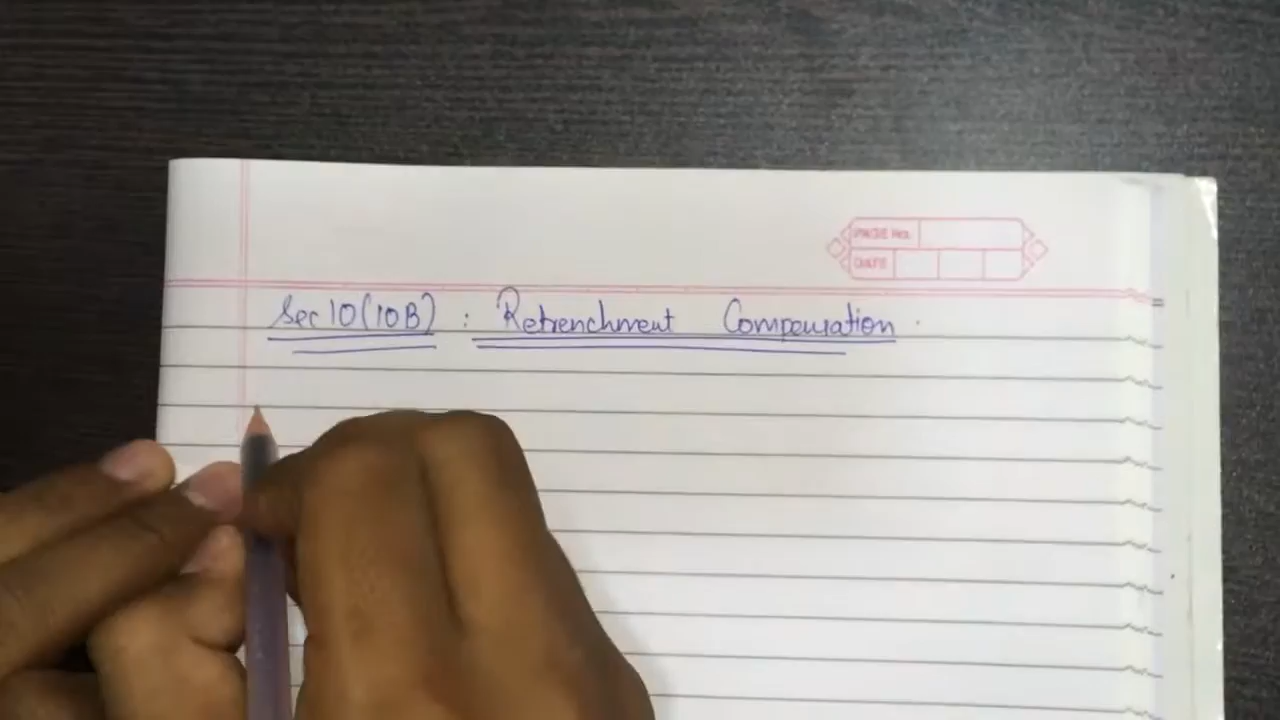 PAGE No.
DATE
Sec 10(10B) : Retrenchment Compensation .